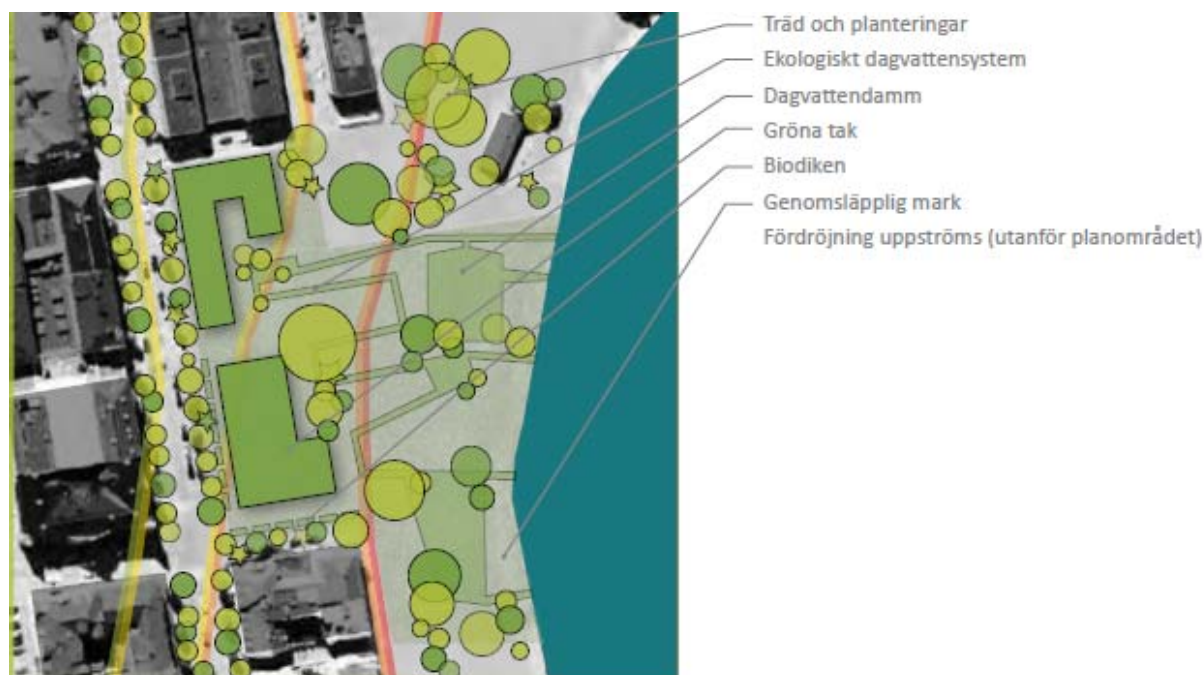 Träd och planteringar
Ekologiskt dagvattensystem
Dagvattendamm
Gröna tak
Biodiken
Genomsläpplig mark
Fördröjning uppströms (utanför planområdet)